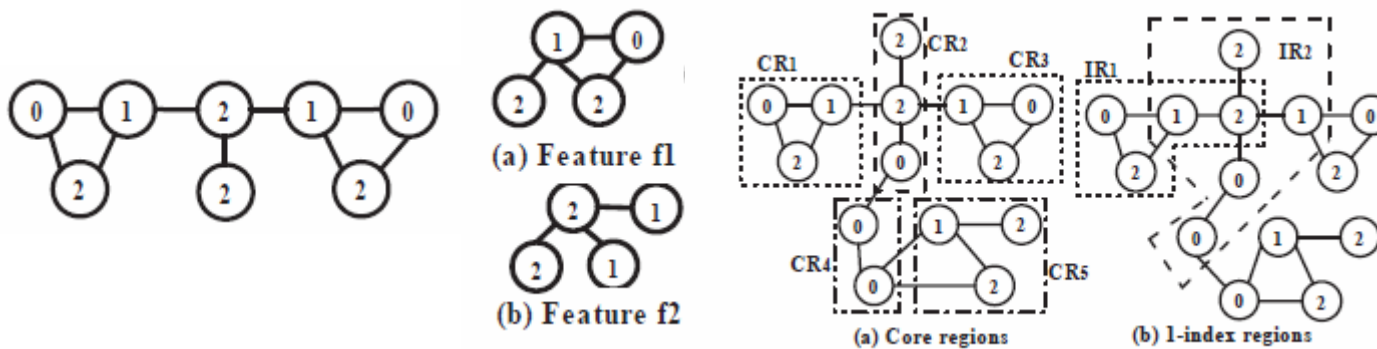 0 1 2 1 0
2 2 2
1 0
2 2
(a) Feature f1
2 1
2 1
(b) Feature f2
2 CR2
CR1 CR3
0 1 2 1 0
2 0 2
0 1 2
CR4 CR5
0 2
(a) Core regions
2 IR2
IR1
0 1 2 1 0
2 0 2
0 1 2
0 2
(b) 1-index regions